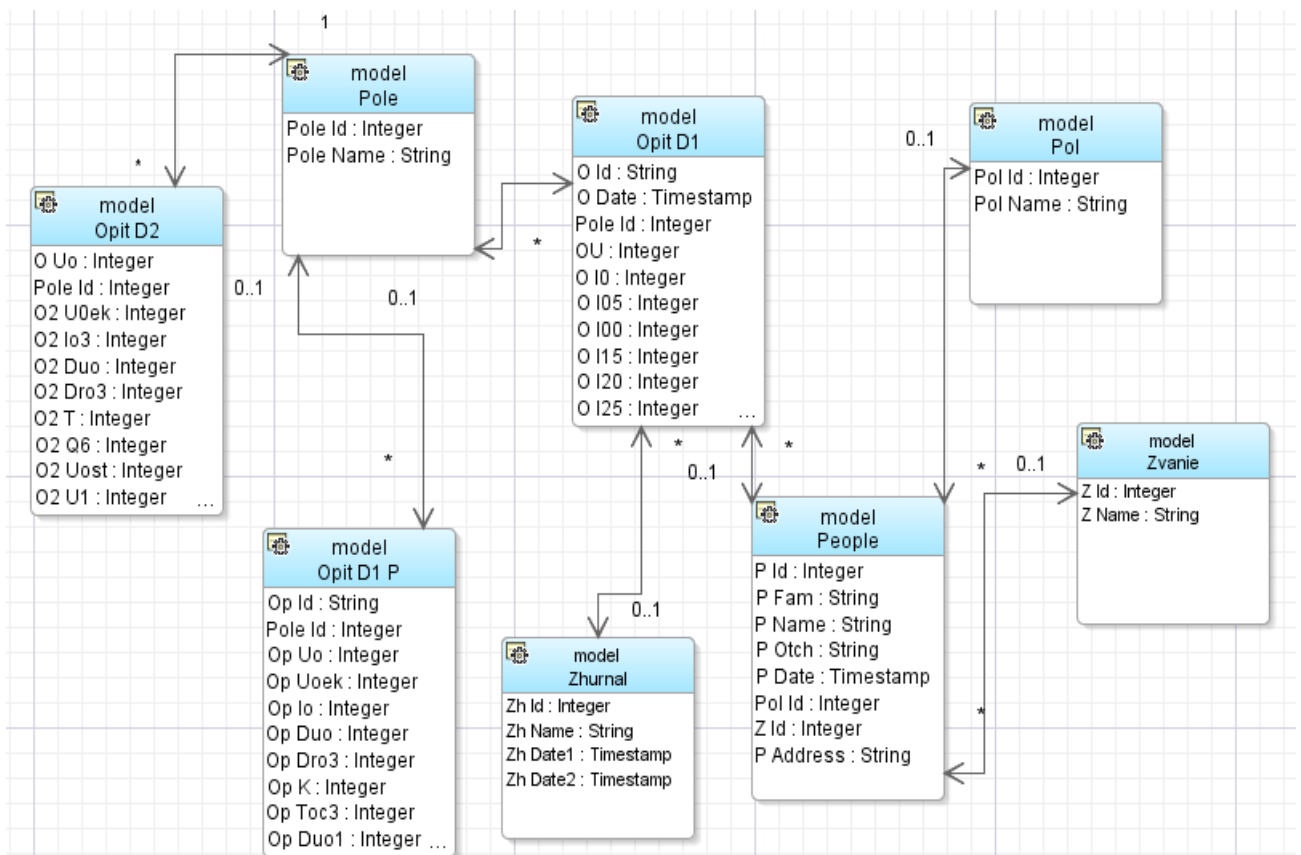 1
model
Pole
Pole Id : Integer
Pole Name : String
*
model
Opit D2
O Uo : Integer
Pole Id : Integer
O2 U0ek : Integer
O2 Io3 : Integer
O2 Duo : Integer
O2 Dro3 : Integer
O2 T : Integer
O2 Q6 : Integer
O2 Uost : Integer
O2 U1 : Integer
...
0..1
0..1
*
*
model
Opit D1
O Id : String
O Date : Timestamp
Pole Id : Integer
OU : Integer
O I0 : Integer
O I05 : Integer
O I00 : Integer
O I15 : Integer
O I20 : Integer
O I25 : Integer
...
model
Opit D1 P
Op Id : String
Pole Id : Integer
Op Uo : Integer
Op Uoek : Integer
Op Io : Integer
Op Duo : Integer
Op Dro3 : Integer
Op K : Integer
Op Toc3 : Integer
Op Duo1 : Integer ...
*
0..1
*
0..1
model
Zhurnal
Zh Id : Integer
Zh Name : String
Zh Date1 : Timestamp
Zh Date2 : Timestamp
0..1
model
Pol
Pol Id : Integer
Pol Name : String
*
0..1
model
People
P Id : Integer
P Fam : String
P Name : String
P Otch : String
P Date : Timestamp
Pol Id : Integer
Z Id : Integer
P Address : String
*
model
Zvanie
Z Id : Integer
Z Name : String